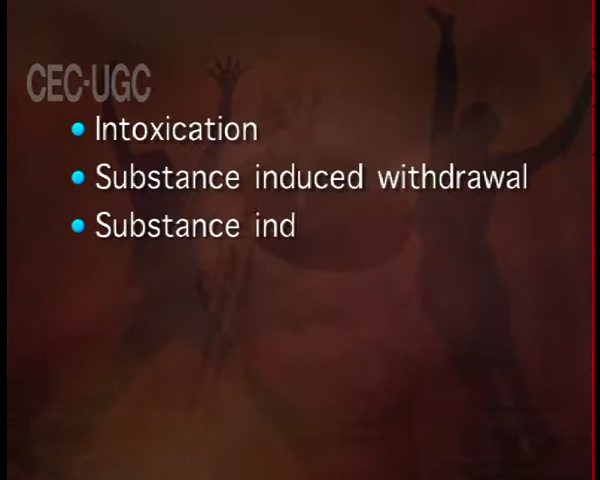 CEC-UGC
Intoxication
Substance induced withdrawal
Substance ind